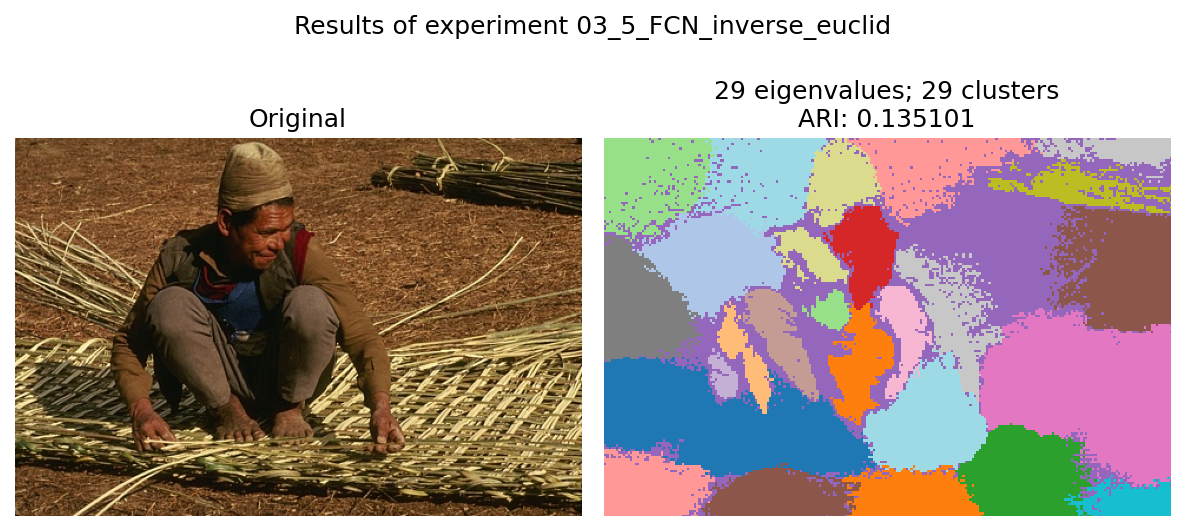 Results of experiment 03_5_FCN_inverse_euclid
Original
29 eigenvalues; 29 clusters
ARI: 0.135101